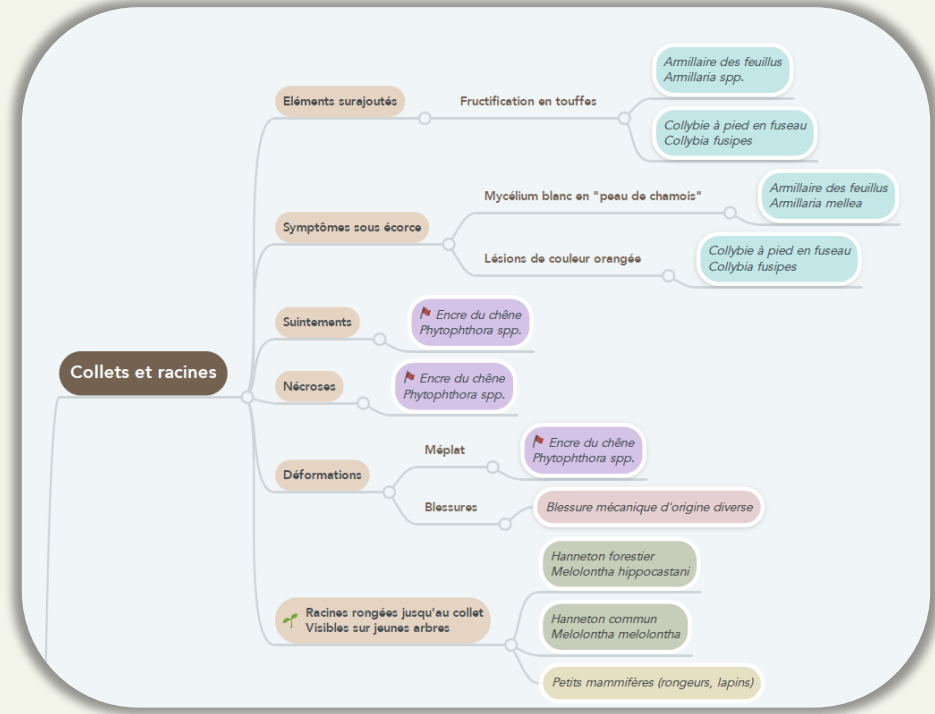 Collets et racines
Eléments surajoutés
Fructification en touffes
Armillaire des feuillus
Armillaria spp.
Collybie à pied en fuseau
Collybia fusipes
Symptômes sous écorce
Mycélium blanc en "peau de chamois"
Armillaire des feuillus
Armillaria mellea
Lésions de couleur orangée
Collybie à pied en fuseau
Collybia fusipes
Suintements
Encre du chêne
Phytophthora spp.
Nécroses
Encre du chêne
Phytophthora spp.
Déformations
Méplat
Encre du chêne
Phytophthora spp.
Blessures
Blessure mécanique d'origine diverse
Racines rongées jusqu'au collet
Visibles sur jeunes arbres
Hanneton forestier
Melolontha hippocastani
Hanneton commun
Melolontha melolontha
Petits mammifères (rongeurs, lapins)